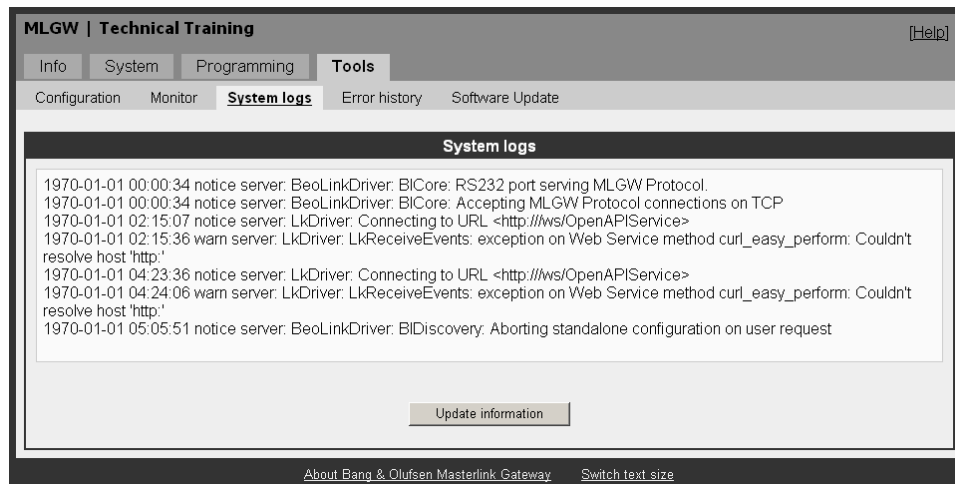 MLGW | Technical Training
[Help]
Info System Programming Tools
Configuration Monitor System logs Error history Software Update
System logs
1970-01-01 00:00:34 notice server: BeoLinkDriver: BlCore: RS232 port serving MLGW Protocol.
1970-01-01 00:00:34 notice server: BeoLinkDriver: BlCore: Accepting MLGW Protocol connections on TCP
1970-01-01 02:15:07 notice server: LkDriver: Connecting to URL <http:///ws/OpenAPIService>
1970-01-01 02:15:36 warn server: LkDriver: LkReceiveEvents: exception on Web Service method curl_easy_perform: Couldn't
resolve host 'http:'
1970-01-01 04:23:36 notice server: LkDriver: Connecting to URL <http:///ws/OpenAPIService>
1970-01-01 04:24:06 warn server: LkDriver: LkReceiveEvents: exception on Web Service method curl_easy_perform: Couldn't
resolve host 'http:'
1970-01-01 05:05:51 notice server: BeoLinkDriver: BlDiscovery: Aborting standalone configuration on user request
Update information
About Bang & Olufsen Masterlink Gateway Switch text size